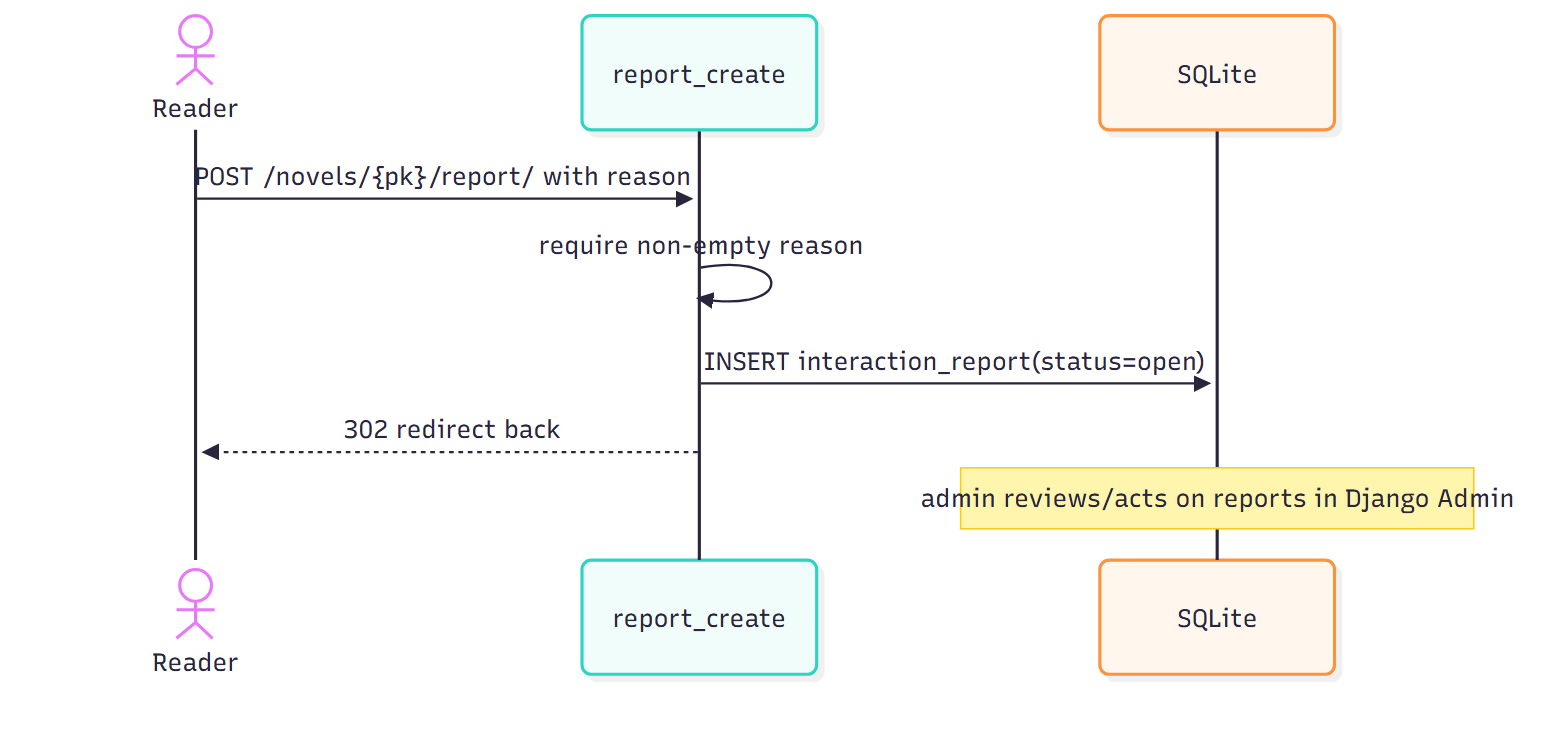 Reader
report_create
SQLite
POST /novels/{pk}/report/ with reason
require non-empty reason
INSERT interaction_report(status=open)
302 redirect back
admin reviews/acts on reports in Django Admin
Reader
report_create
SQLite